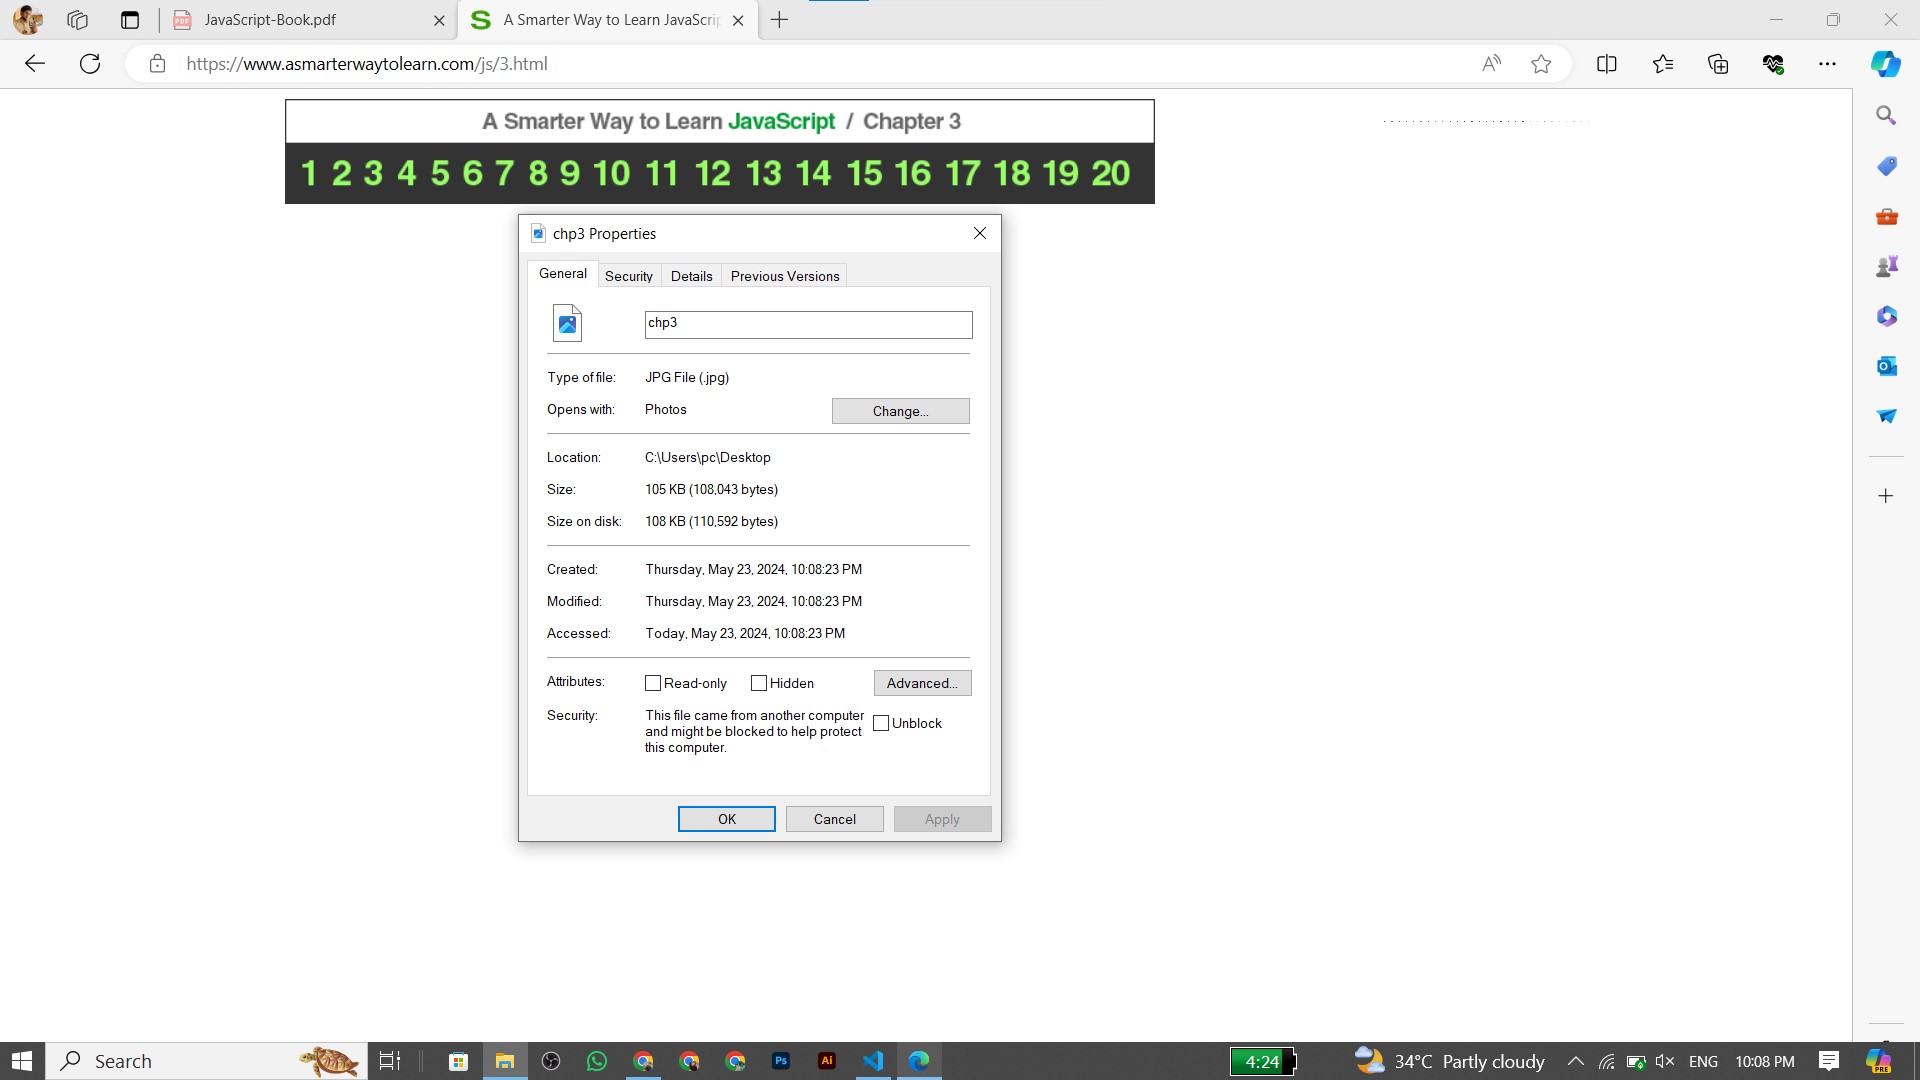 JavaScript-Book.pdf
A Smarter Way to Learn JavaScrip
https://www.asmarterwaytolearn.com/js/3.html
A Smarter Way to Learn JavaScript / Chapter 3
1 2 3 4 5 6 7 8 9 10 11 12 13 14 15 16 17 18 19 20
chp3 Properties
General Security Details Previous Versions
chp3
Type of file: JPG File (.jpg)
Opens with: Photos Change...
Location: C:\Users\pc\Desktop
Size: 105 KB (108,043 bytes)
Size on disk: 108 KB (110,592 bytes)
Created: Thursday, May 23, 2024, 10:08:23 PM
Modified: Thursday, May 23, 2024, 10:08:23 PM
Accessed: Today, May 23, 2024, 10:08:23 PM
Attributes: Read-only Hidden Advanced...
Security: This file came from another computer
and might be blocked to help protect
this computer.
Unblock
OK Cancel Apply
Search
Ps Ai
4:24 34°C Partly cloudy ENG 10:08 PM
PRE